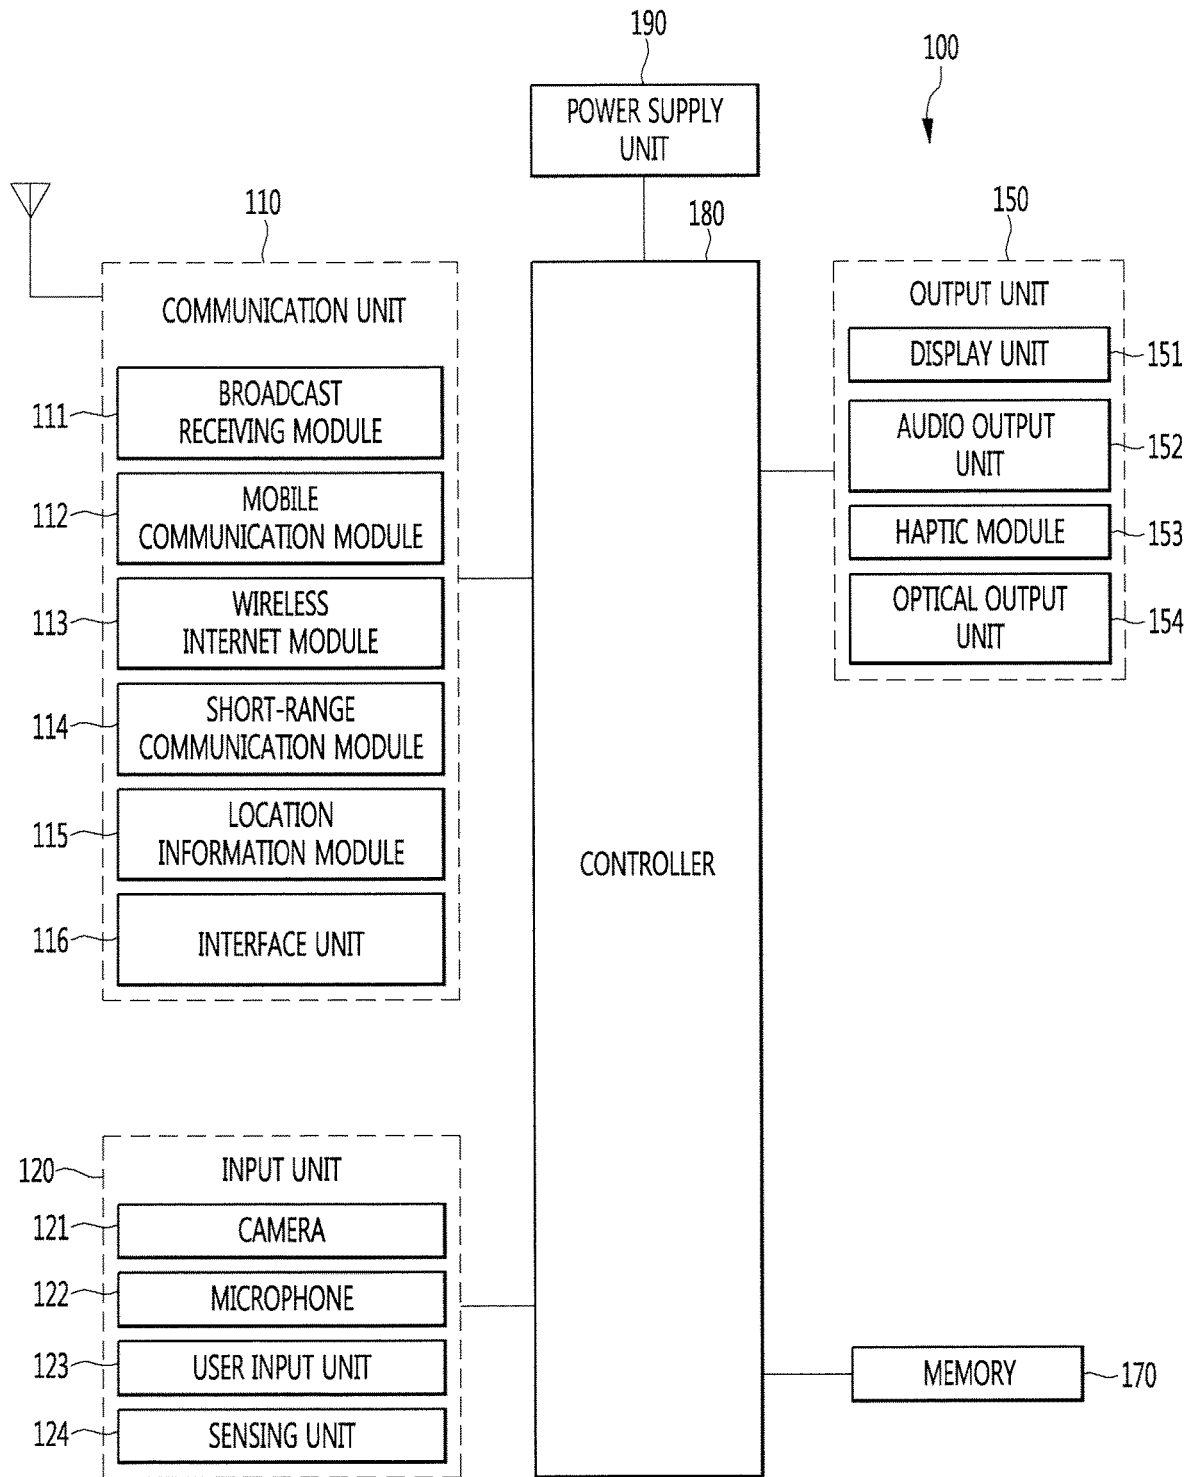 190
100
POWER SUPPLY
UNIT
110
180
150
COMMUNICATION UNIT
111
BROADCAST
RECEIVING MODULE
112
MOBILE
COMMUNICATION MODULE
113
WIRELESS
INTERNET MODULE
114
SHORT-RANGE
COMMUNICATION MODULE
115
LOCATION
INFORMATION MODULE
116
INTERFACE UNIT
CONTROLLER
OUTPUT UNIT
DISPLAY UNIT
151
AUDIO OUTPUT
UNIT
152
HAPTIC MODULE
153
OPTICAL OUTPUT
UNIT
154
120
INPUT UNIT
121
CAMERA
122
MICROPHONE
123
USER INPUT UNIT
124
SENSING UNIT
MEMORY
170